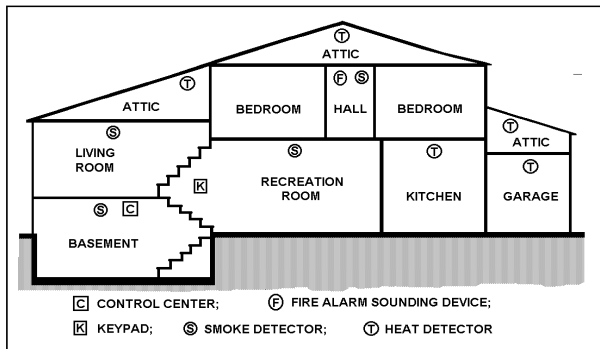 T
ATTIC
T
ATTIC
BEDROOM
F S
HALL
BEDROOM
T
ATTIC
S
LIVING
ROOM
S
RECREATION
ROOM
K
T
KITCHEN
T
GARAGE
S C
BASEMENT
C CONTROL CENTER; F FIRE ALARM SOUNDING DEVICE;
K KEYPAD; S SMOKE DETECTOR; T HEAT DETECTOR